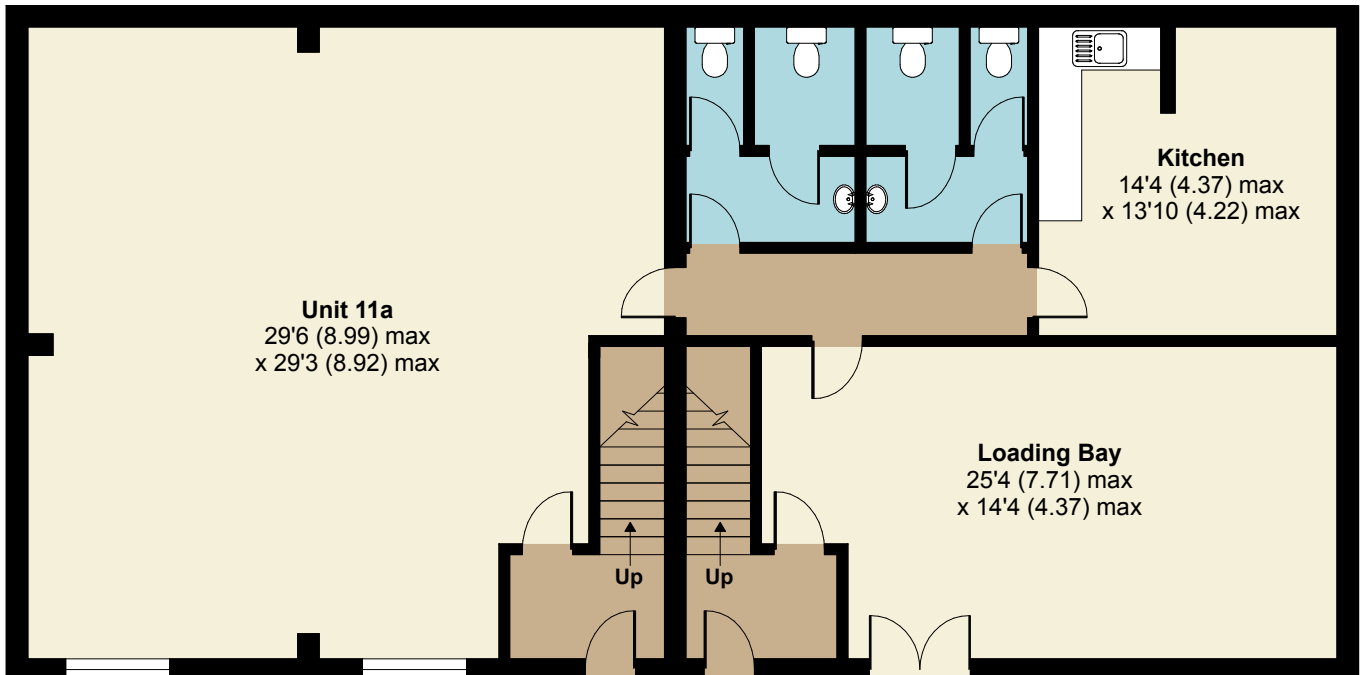 Unit 11a
29'6 (8.99) max
x 29'3 (8.92) max
Kitchen
14'4 (4.37) max
x 13'10 (4.22) max
Loading Bay
25'4 (7.71) max
x 14'4 (4.37) max
Up
Up